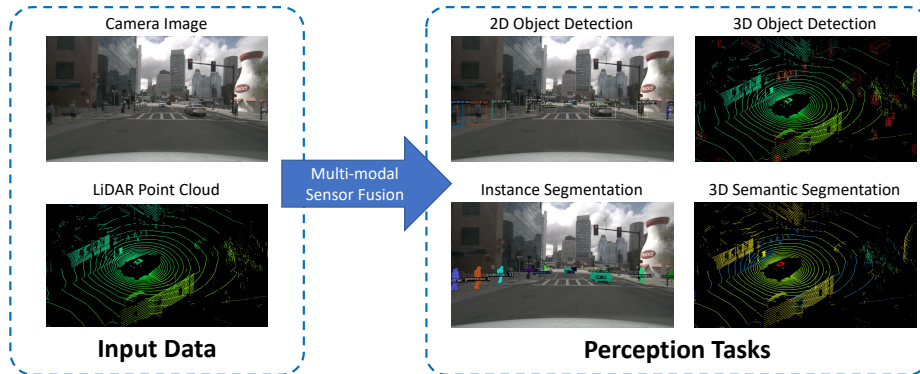 Camera Image
LiDAR Point Cloud
Input Data
Multi-modal
Sensor Fusion
2D Object Detection
3D Object Detection
Instance Segmentation
3D Semantic Segmentation
Perception Tasks